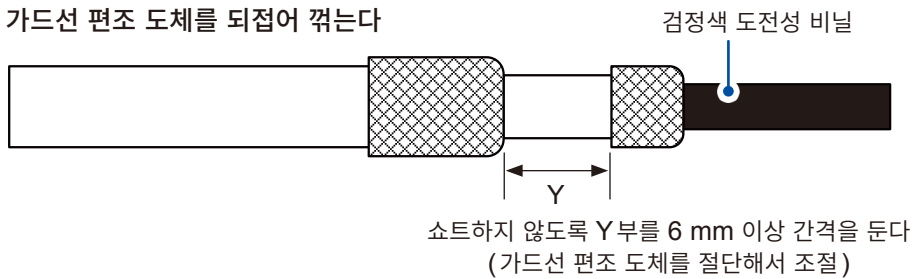 가드선 편조 도체를 되접어 꺾는다
검정색 도전성 비닐
Y
쇼트하지 않도록 Y부를 6 mm 이상 간격을 둔다
(가드선 편조 도체를 절단해서 조절)